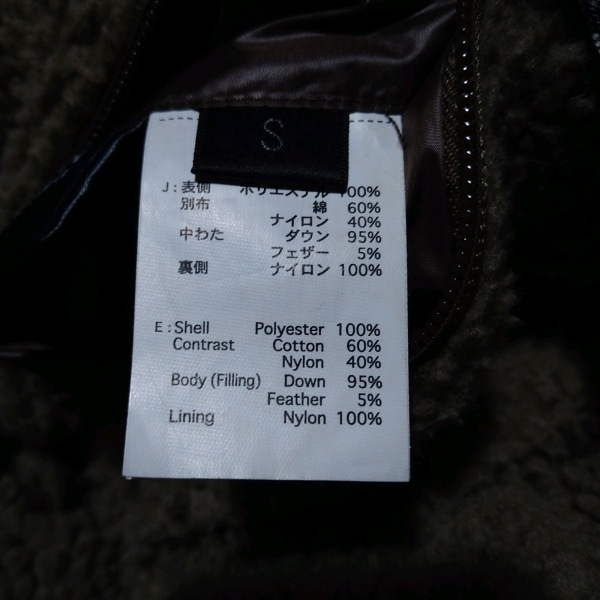 S
J : 表側 ポリエステル 100%
別布 綿 60%
ナイロン 40%
中わた ダウン 95%
フェザー 5%
裏側 ナイロン 100%
E : Shell Polyester 100%
Contrast Cotton 60%
Nylon 40%
Body (Filling) Down 95%
Feather 5%
Lining Nylon 100%